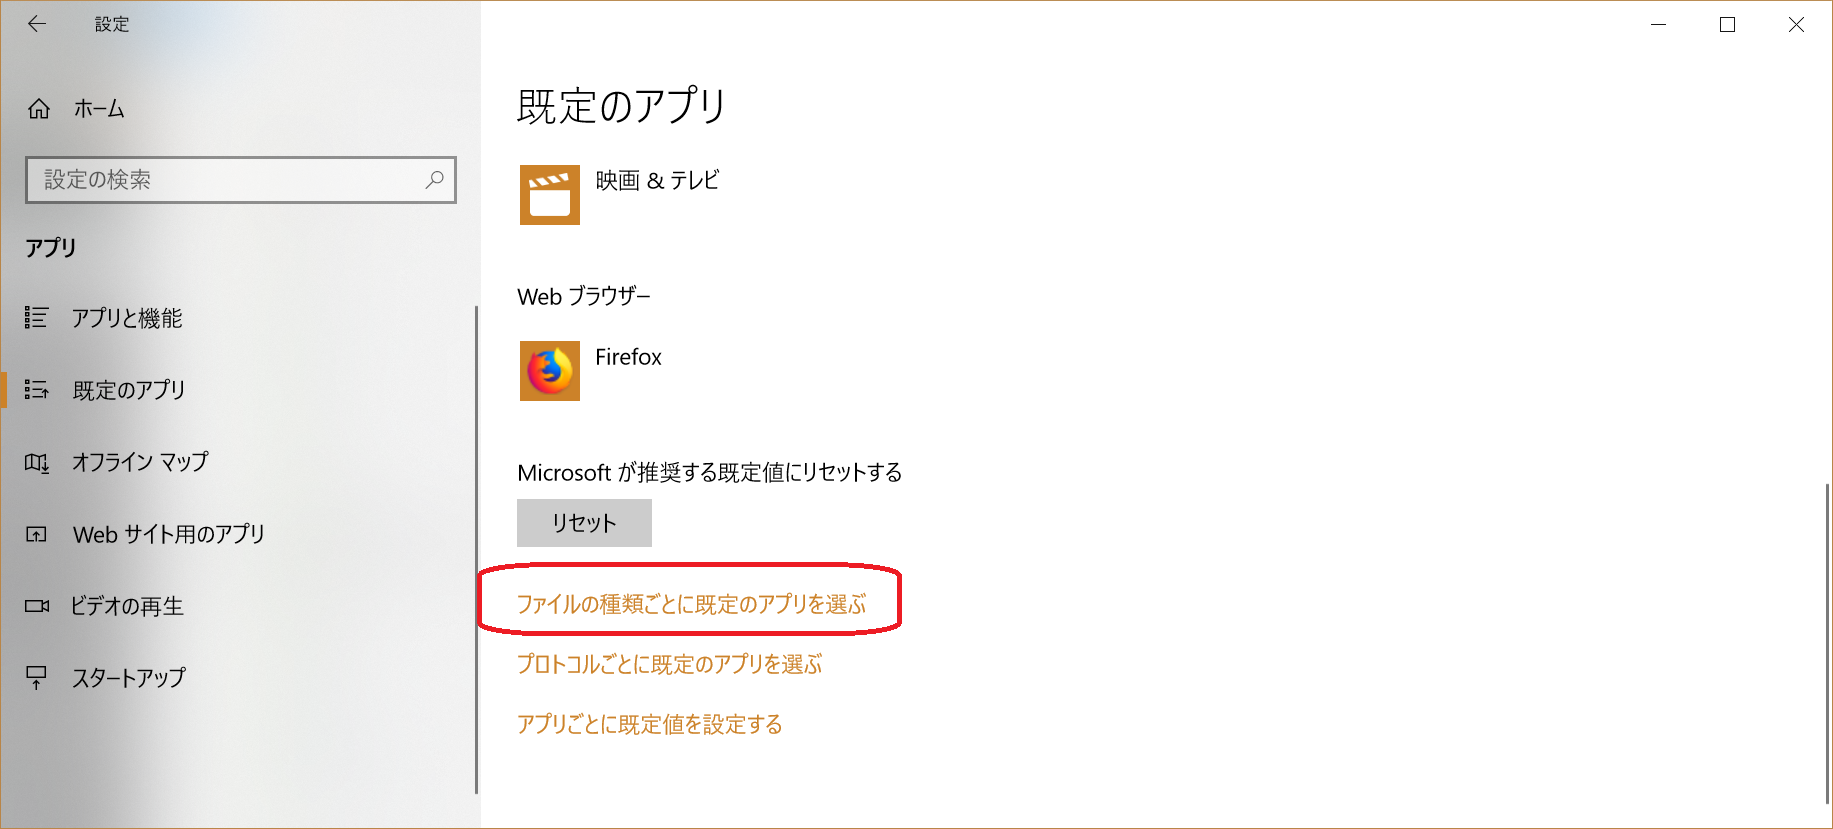 設定
ホーム
設定の検索
アプリ
アプリと機能
既定のアプリ
オフライン マップ
Web サイト用のアプリ
ビデオの再生
スタートアップ
既定のアプリ
映画 & テレビ
Web ブラウザー
Firefox
Microsoft が推奨する既定値にリセットする
リセット
ファイルの種類ごとに既定のアプリを選ぶ
プロトコルごとに既定のアプリを選ぶ
アプリごとに既定値を設定する